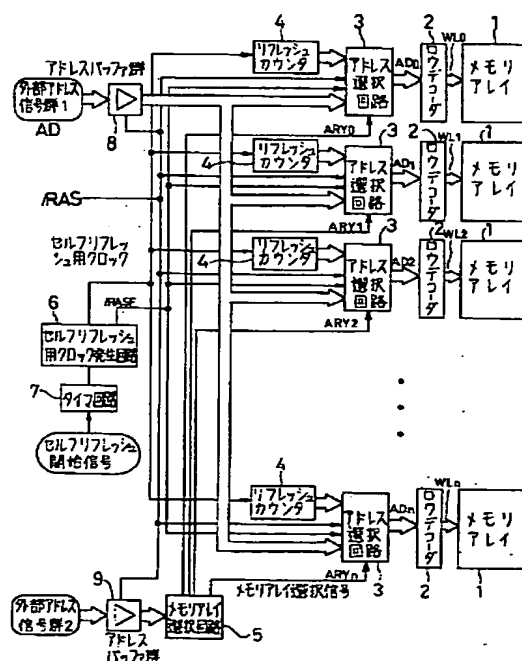 4
3
2
1
リフレッシュ
カウンタ
アドレス
選択
回路
AD0
ロウデコーダ
WL0
メモリ
アレイ
アドレスバッファ群
外部アドレス
信号群1
AD
8
ARY0
/RAS
3
2
1
リフレッシュ
カウンタ
4
アドレス
選択
回路
AD1
ロウデコーダ
WL1
メモリ
アレイ
ARY1
3
2
1
セルフリフレッ
シュ用クロック
リフレッシュ
カウンタ
4
アドレス
選択
回路
AD2
ロウデコーダ
WL2
メモリ
アレイ
ARY2
6
/RASF
セルフリフレッシュ
用クロック発生回路
7
タイマ回路
セルフリフレッシュ
開始信号
4
リフレッシュ
カウンタ
アドレス
選択
回路
3
ADn
ロウデコーダ
2
WLn
メモリ
アレイ
1
ARYn
メモリアレイ選択信号
9
外部アドレス
信号群2
アドレス
バッファ群
メモリアレイ
選択回路
5